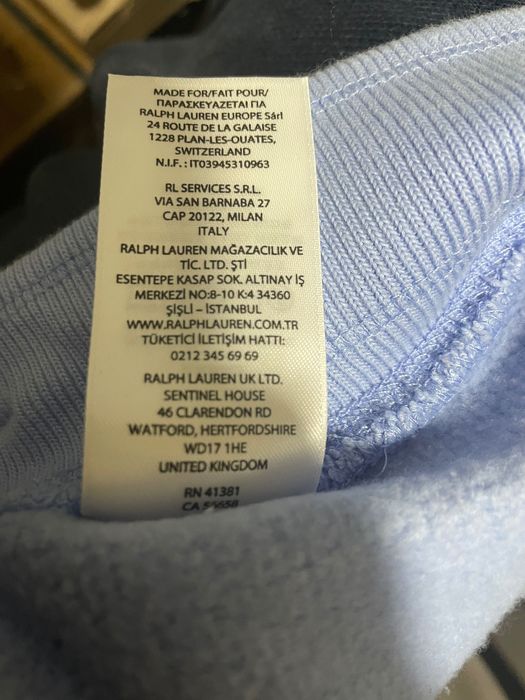 MADE FOR/FAIT POUR/
ΠΑΡΑΣΚΕΥΑΖΕΤΑΙ ΓΙΑ
RALPH LAUREN EUROPE Sárl
24 ROUTE DE LA GALAISE
1228 PLAN-LES-OUATES,
SWITZERLAND
N.I.F. : IT03945310963
RL SERVICES S.R.L.
VIA SAN BARNABA 27
CAP 20122, MILAN
ITALY
RALPH LAUREN MAĞAZACILIK VE
TİC. LTD. ŞTİ
ESENTEPE KASAP SOK. ALTINAY İŞ
MERKEZİ NO:8-10 K:4 34360
ŞİŞLİ – İSTANBUL
WWW.RALPHLAUREN.COM.TR
TÜKETİCİ İLETİŞİM HATTI:
0212 345 69 69
RALPH LAUREN UK LTD.
SENTINEL HOUSE
46 CLARENDON RD
WATFORD, HERTFORDSHIRE
WD17 1HE
UNITED KINGDOM
RN 41381
CA